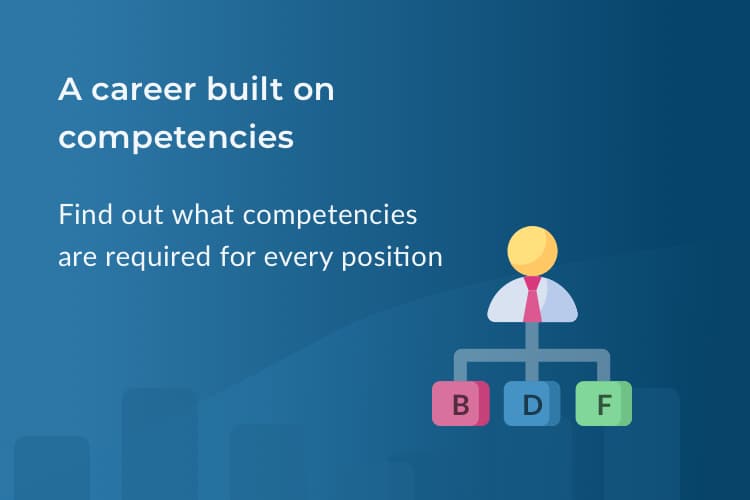 A career built on
competencies
Find out what competencies
are required for every position
B D F